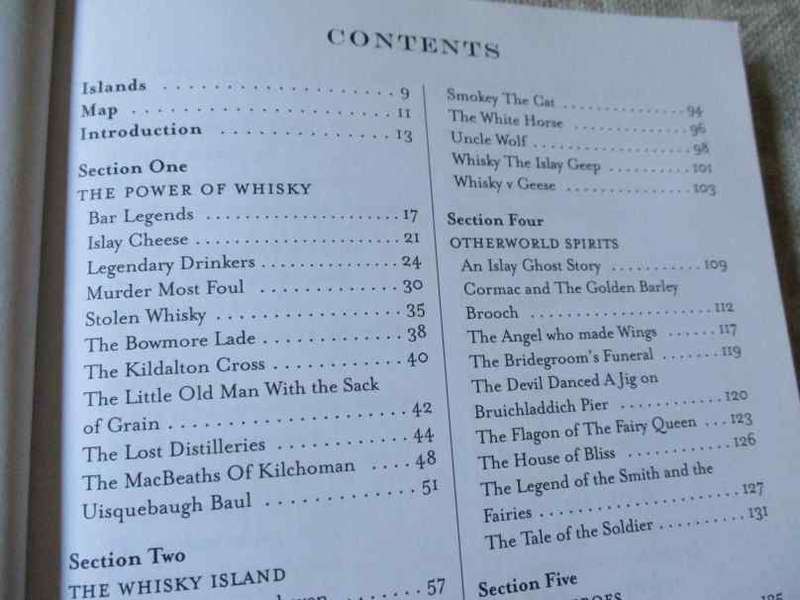 CONTENTS
Islands . . . . . . . . . . . . . . . . . . . 9
Map . . . . . . . . . . . . . . . . . . . . . 11
Introduction . . . . . . . . . . . . . 13
Section One
THE POWER OF WHISKY
Bar Legends . . . . . . . . . . . . . . . . . . . . 17
Islay Cheese . . . . . . . . . . . . . . . . . . . . 21
Legendary Drinkers . . . . . . . . . . . . . . 24
Murder Most Foul . . . . . . . . . . . . . . 30
Stolen Whisky . . . . . . . . . . . . . . . . . . 35
The Bowmore Lade . . . . . . . . . . . . . . 38
The Kildalton Cross . . . . . . . . . . . . . 40
The Little Old Man With the Sack
of Grain . . . . . . . . . . . . . . . . . . . . . 42
The Lost Distilleries . . . . . . . . . . . . 44
The MacBeaths Of Kilchoman . . . . 48
Uisquebaugh Baul . . . . . . . . . . . . . 51
Section Two
THE WHISKY ISLAND
. . . . . . . . . . 57
Smokey The Cat . . . . . . . . . . . . . . . 94
The White Horse . . . . . . . . . . . . . . 96
Uncle Wolf . . . . . . . . . . . . . . . . . . . 98
Whisky The Islay Geep . . . . . . . . . 101
Whisky v Geese . . . . . . . . . . . . . . . 103
Section Four
OTHERWORLD SPIRITS
An Islay Ghost Story . . . . . . . . . . 109
Cormac and The Golden Barley
Brooch . . . . . . . . . . . . . . . . . . . . . 112
The Angel who made Wings . . . . . . 117
The Bridegroom's Funeral . . . . . . . 119
The Devil Danced A Jig on
Bruichladdich Pier . . . . . . . . . . . . 120
The Flagon of The Fairy Queen . . . 123
The House of Bliss . . . . . . . . . . . . 126
The Legend of the Smith and the
Fairies . . . . . . . . . . . . . . . . . . . . . 127
The Tale of the Soldier . . . . . . . . . . 131
Section Five